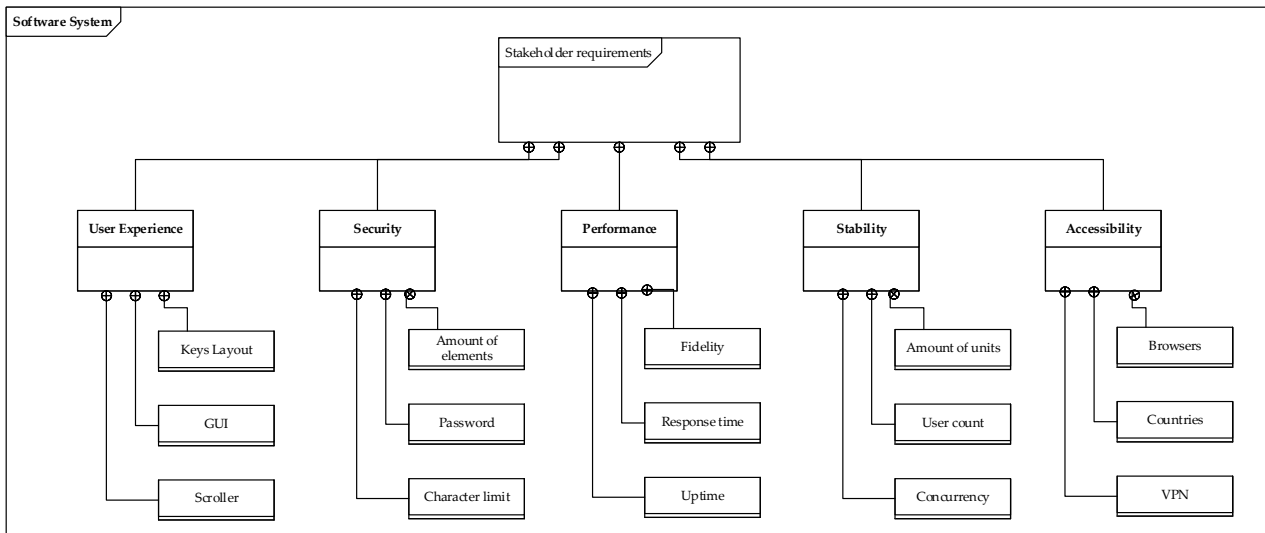 Software System
Stakeholder requirements
User Experience
Security
Performance
Stability
Accessibility
Keys Layout
Amount of
elements
Fidelity
Amount of units
Browsers
GUI
Password
Response time
User count
Countries
Scroller
Character limit
Uptime
Concurrency
VPN